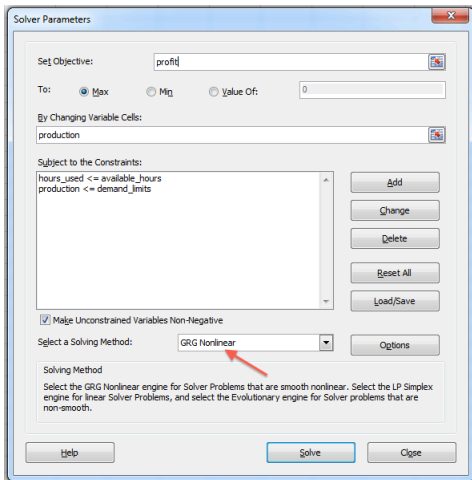 Solver Parameters
Set Objective: profit
To: Max Min Value Of: 0
By Changing Variable Cells:
production
Subject to the Constraints:
hours_used <= available_hours
production <= demand_limits
Add
Change
Delete
Reset All
Load/Save
Make Unconstrained Variables Non-Negative
Select a Solving Method: GRG Nonlinear Options
Solving Method
Select the GRG Nonlinear engine for Solver Problems that are smooth nonlinear. Select the LP Simplex
engine for linear Solver Problems, and select the Evolutionary engine for Solver problems that are
non-smooth.
Help Solve Close